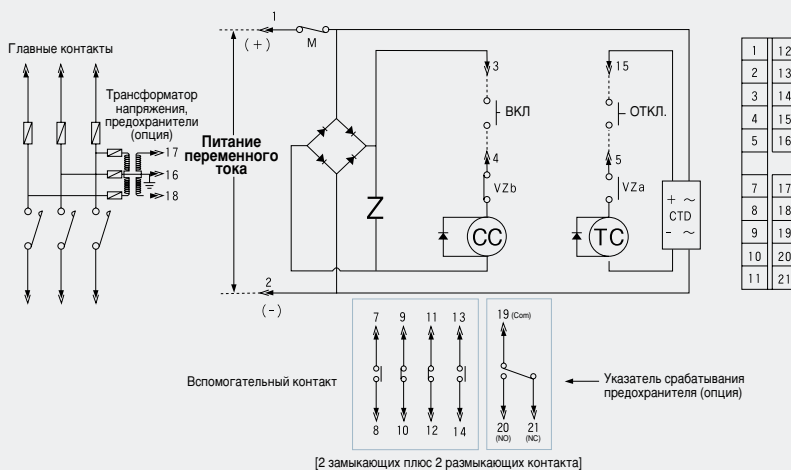 Главные контакты
Трансформатор
напряжения,
предохранители
(опция)
17
16
18
1
(+)
M
Питание
переменного
тока
2
(-)
Z
3
ВКЛ
4
VZb
CC
15
ОТКЛ.
5
VZa
TC
+ ~
CTD
- ~
1 12
2 13
3 14
4 15
5 16
7 17
8 18
9 19
10 20
11 21
Вспомогательный контакт
7 9 11 13
8 10 12 14
19 (Com)
20 21
(NO) (NC)
Указатель срабатывания
предохранителя (опция)
[2 замыкающих плюс 2 размыкающих контакта]